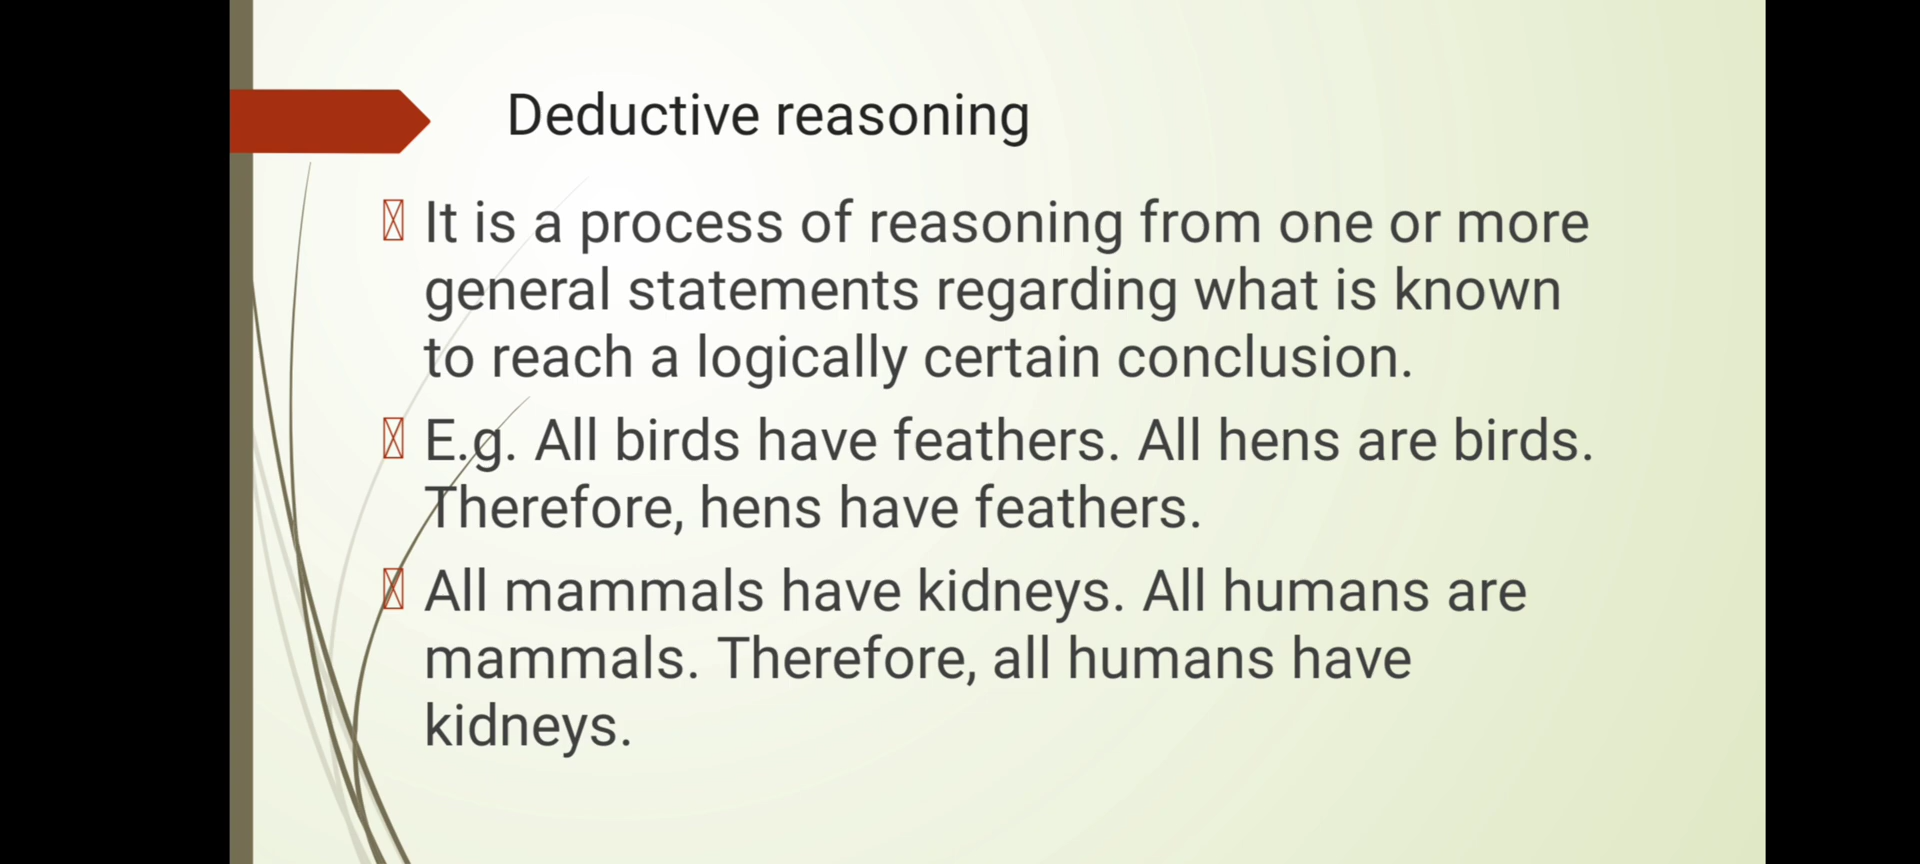 Deductive reasoning
It is a process of reasoning from one or more
general statements regarding what is known
to reach a logically certain conclusion.
E.g. All birds have feathers. All hens are birds.
Therefore, hens have feathers.
All mammals have kidneys. All humans are
mammals. Therefore, all humans have
kidneys.